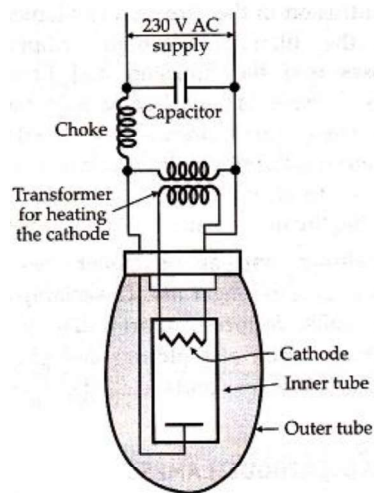 230 V AC
supply
Capacitor
Choke
Transformer
for heating
the cathode
Cathode
Inner tube
Outer tube